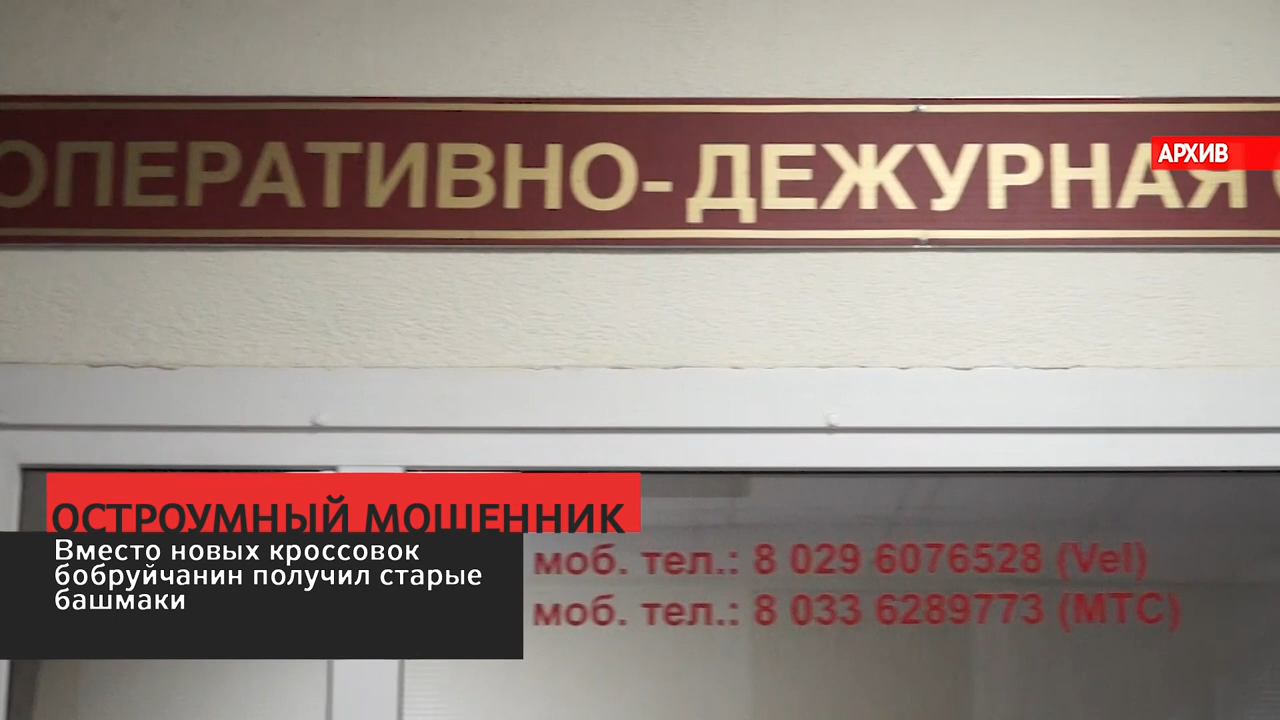 ОПЕРАТИВНО-ДЕЖУРНАЯ
АРХИВ
ОСТРОУМНЫЙ МОШЕННИК
Вместо новых кроссовок
бобруйчанин получил старые
башмаки
моб. тел.: 8 029 6076528 (Vel)
моб. тел.: 8 033 6289773 (МТС)